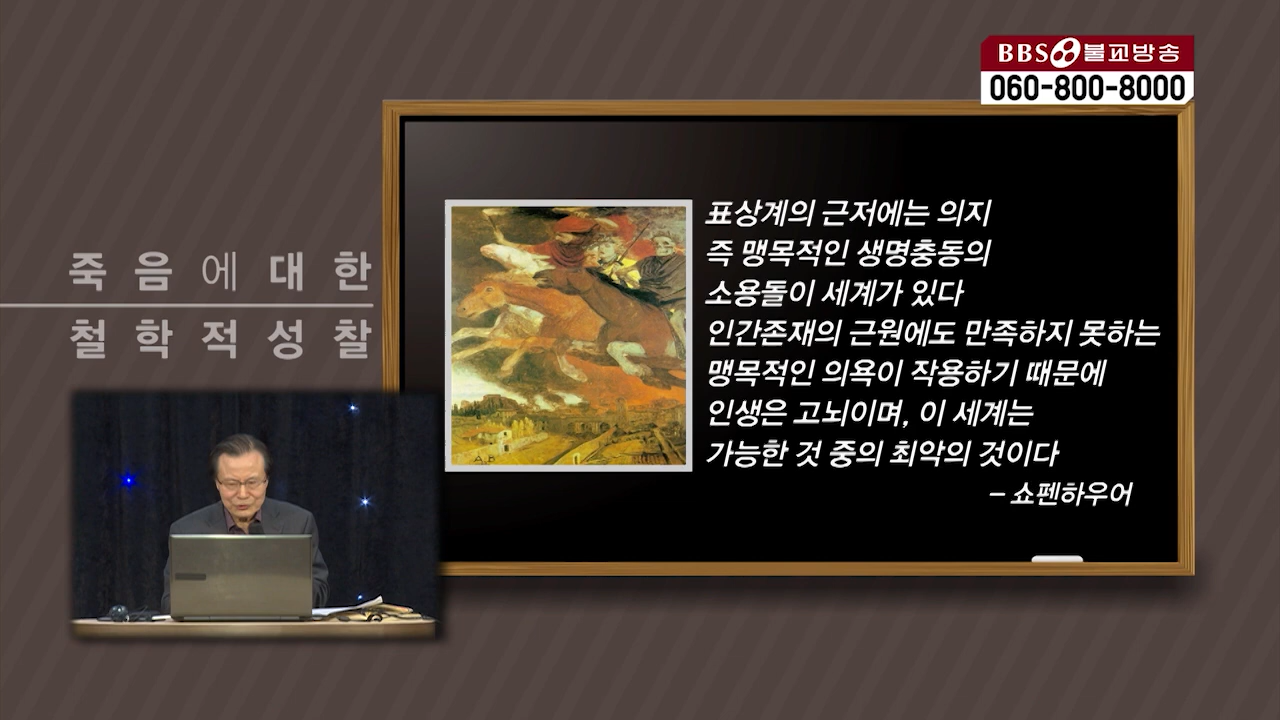 BBS 불교방송
060-800-8000
죽음에 대한
철학적성찰
표상계의 근저에는 의지
즉 맹목적인 생명충동의
소용돌이 세계가 있다
인간존재의 근원에도 만족하지 못하는
맹목적인 의욕이 작용하기 때문에
인생은 고뇌이며, 이 세계는
가능한 것 중의 최악의 것이다
– 쇼펜하우어
A.B